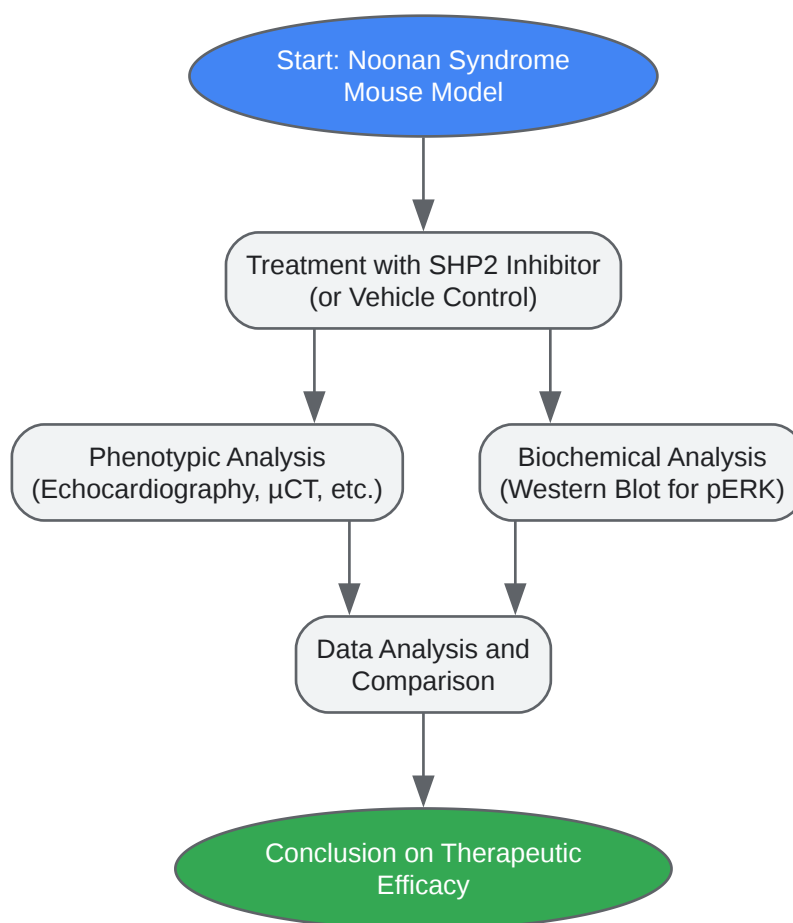 Start: Noonan Syndrome
Mouse Model
Treatment with SHP2 Inhibitor
(or Vehicle Control)
Phenotypic Analysis
(Echocardiography, µCT, etc.)
Biochemical Analysis
(Western Blot for pERK)
Data Analysis and
Comparison
Conclusion on Therapeutic
Efficacy